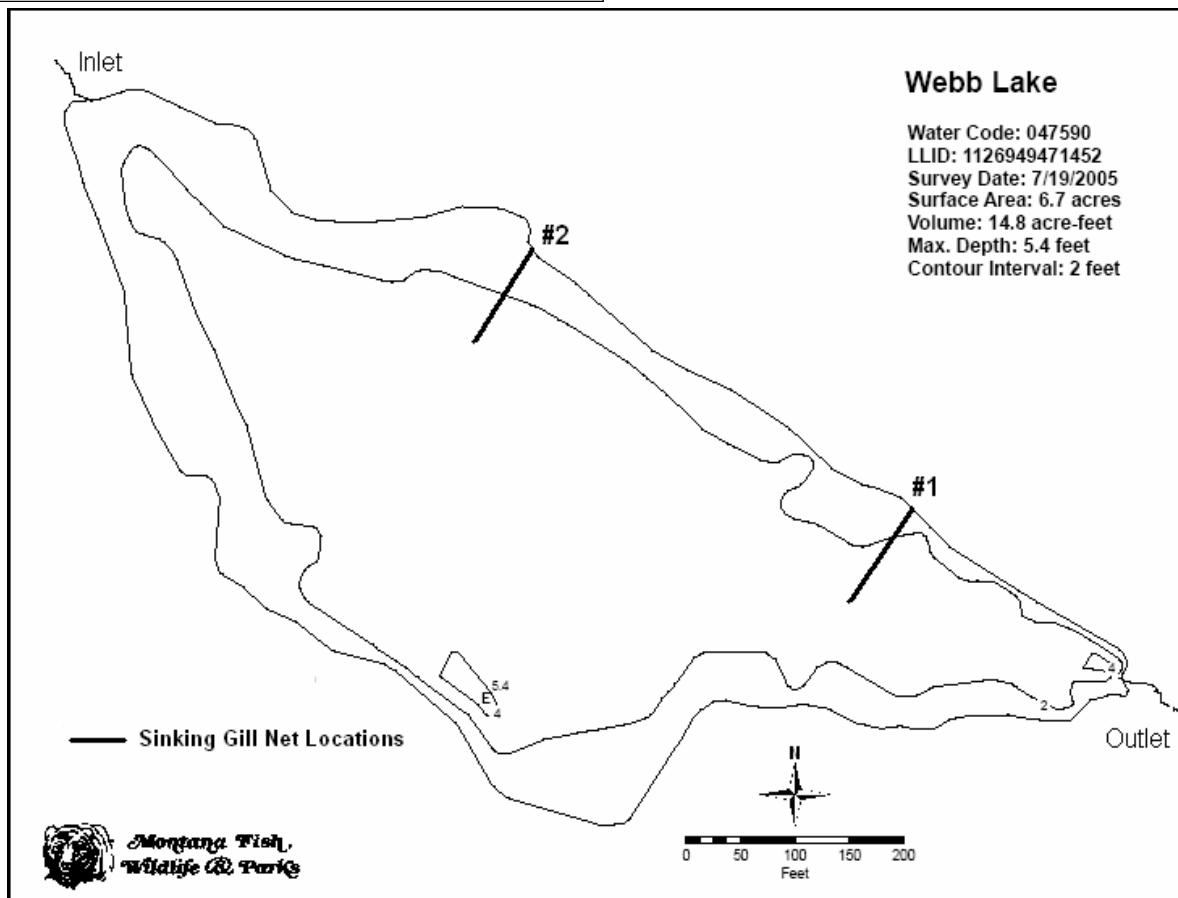 Inlet
Webb Lake
Water Code: 047590
LLID: 1126949471452
Survey Date: 7/19/2005
Surface Area: 6.7 acres
Volume: 14.8 acre-feet
Max. Depth: 5.4 feet
Contour Interval: 2 feet
#2
#1
4
5.4
E
4
2
Sinking Gill Net Locations
Outlet
N
Montana Fish,
Wildlife & Parks
0 50 100 150 200
Feet